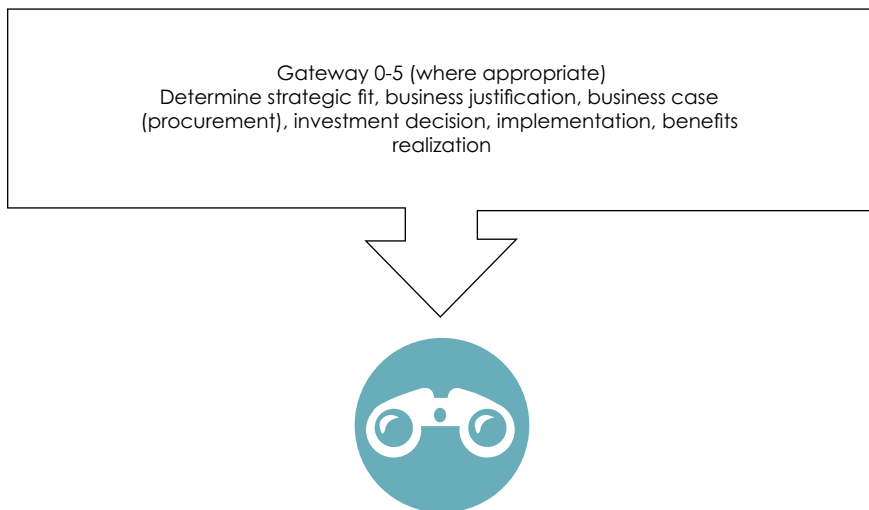 Gateway 0-5 (where appropriate)
Determine strategic fit, business justification, business case
(procurement), investment decision, implementation, benefits
realization